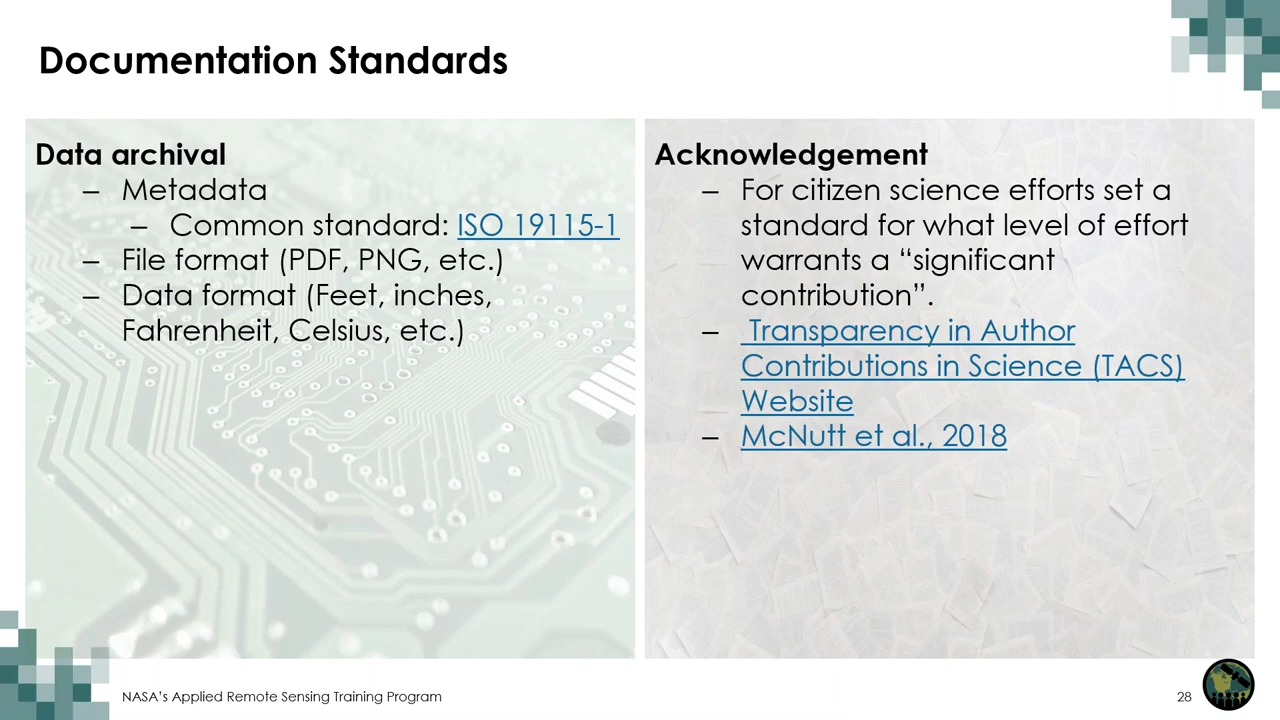 Documentation Standards
Data archival
– Metadata
– Common standard: ISO 19115-1
– File format (PDF, PNG, etc.)
– Data format (Feet, inches,
Fahrenheit, Celsius, etc.)
Acknowledgement
– For citizen science efforts set a
standard for what level of effort
warrants a “significant
contribution”.
– Transparency in Author
Contributions in Science (TACS)
Website
– McNutt et al., 2018
NASA’s Applied Remote Sensing Training Program
28